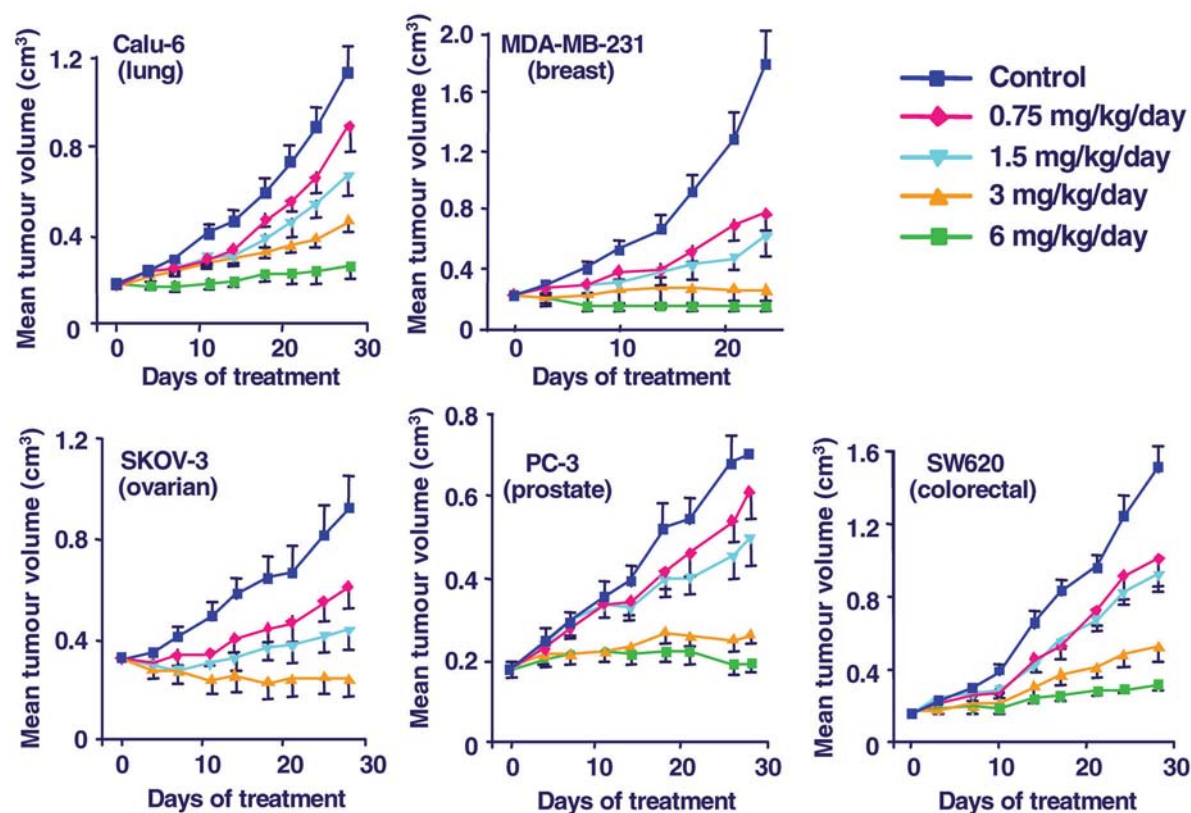 Calu-6
(lung)
Mean tumour volume (cm³)
1.2
0.8
0.4
0
0 10 20 30
Days of treatment
MDA-MB-231
(breast)
Mean tumour volume (cm³)
2.0
1.6
1.2
0.8
0.4
0
0 10 20
Days of treatment
Control
0.75 mg/kg/day
1.5 mg/kg/day
3 mg/kg/day
6 mg/kg/day
SKOV-3
(ovarian)
Mean tumour volume (cm³)
1.2
0.8
0.4
0
0 10 20 30
Days of treatment
PC-3
(prostate)
Mean tumour volume (cm³)
0.8
0.6
0.4
0.2
0
0 10 20 30
Days of treatment
SW620
(colorectal)
Mean tumour volume (cm³)
1.6
1.2
0.8
0.4
0
0 10 20 30
Days of treatment